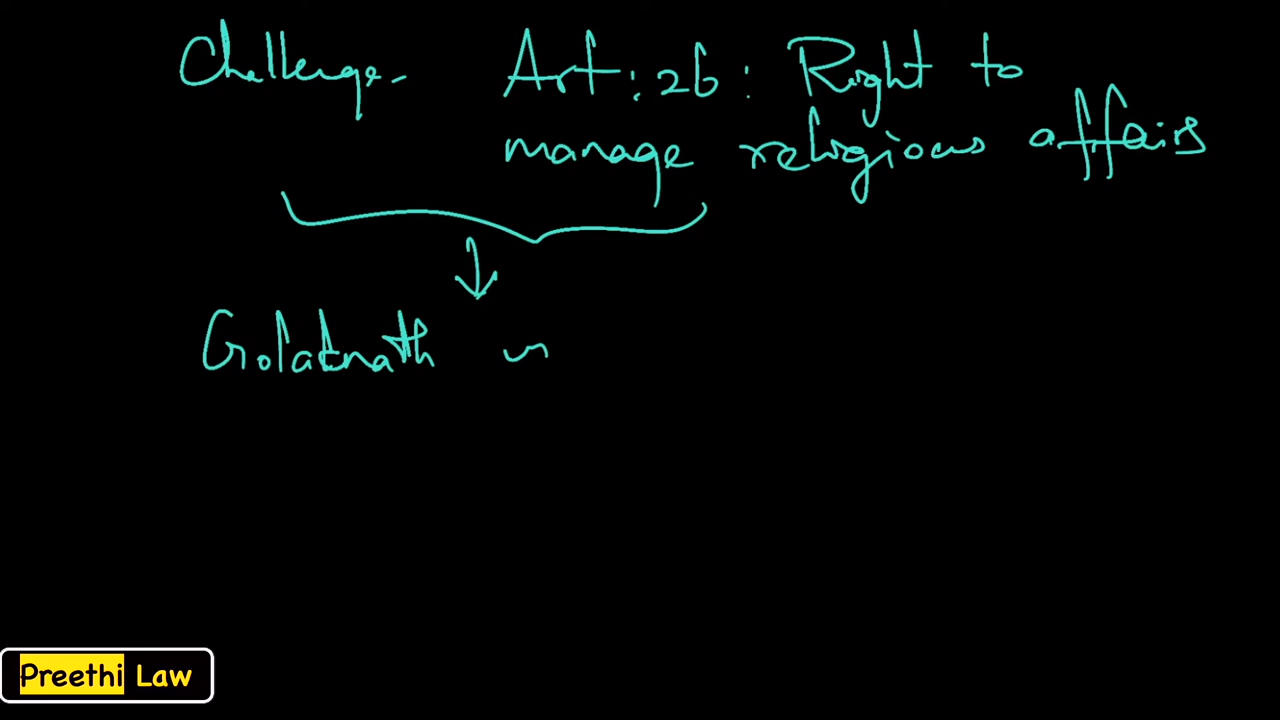 Challenge- Art: 26: Right to
manage religious affairs
Golaknath v
Preethi Law